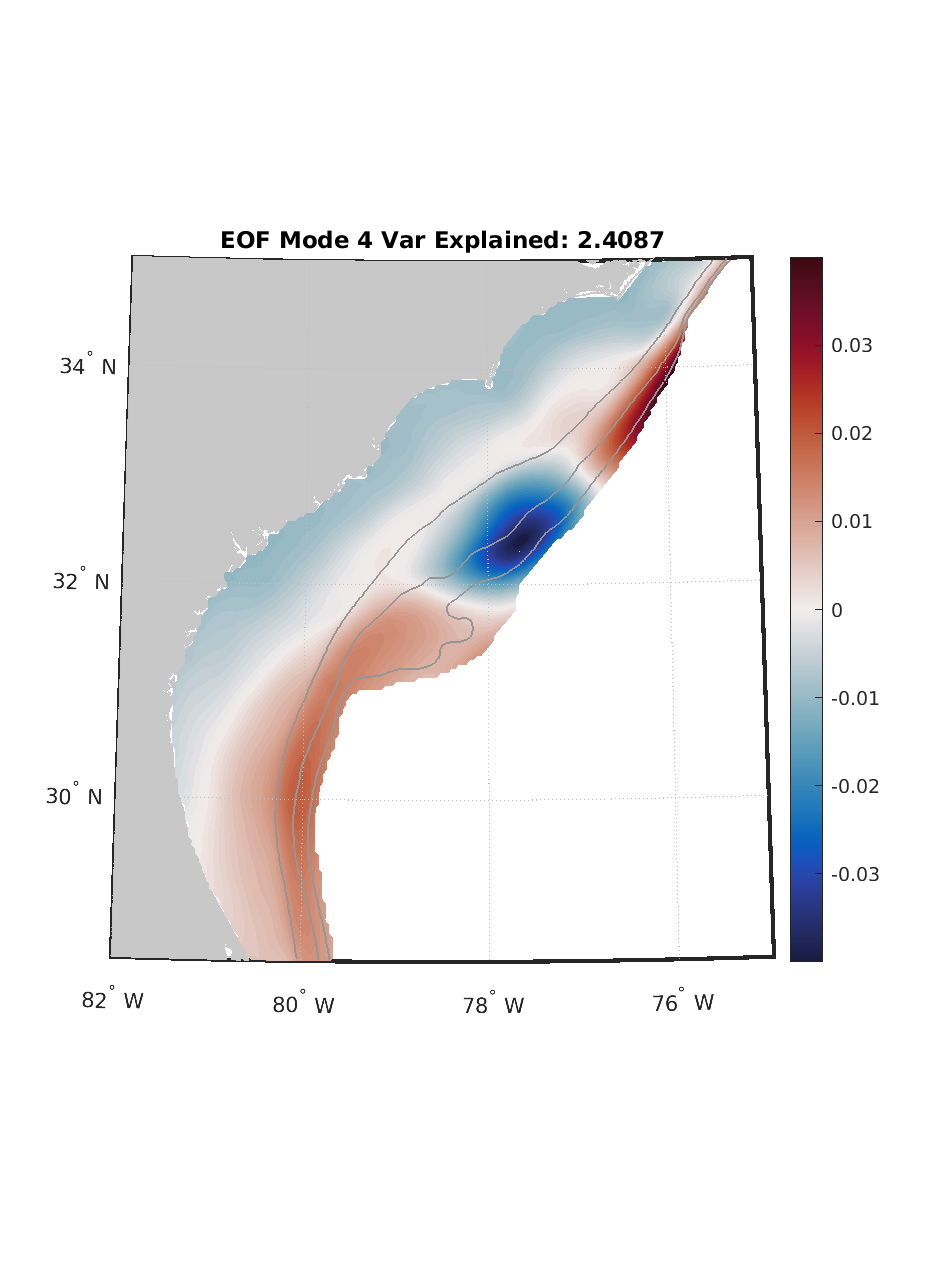 EOF Mode 4 Var Explained: 2.4087
34° N
32° N
30° N
82° W
80° W
78° W
76° W
0.03
0.02
0.01
0
-0.01
-0.02
-0.03